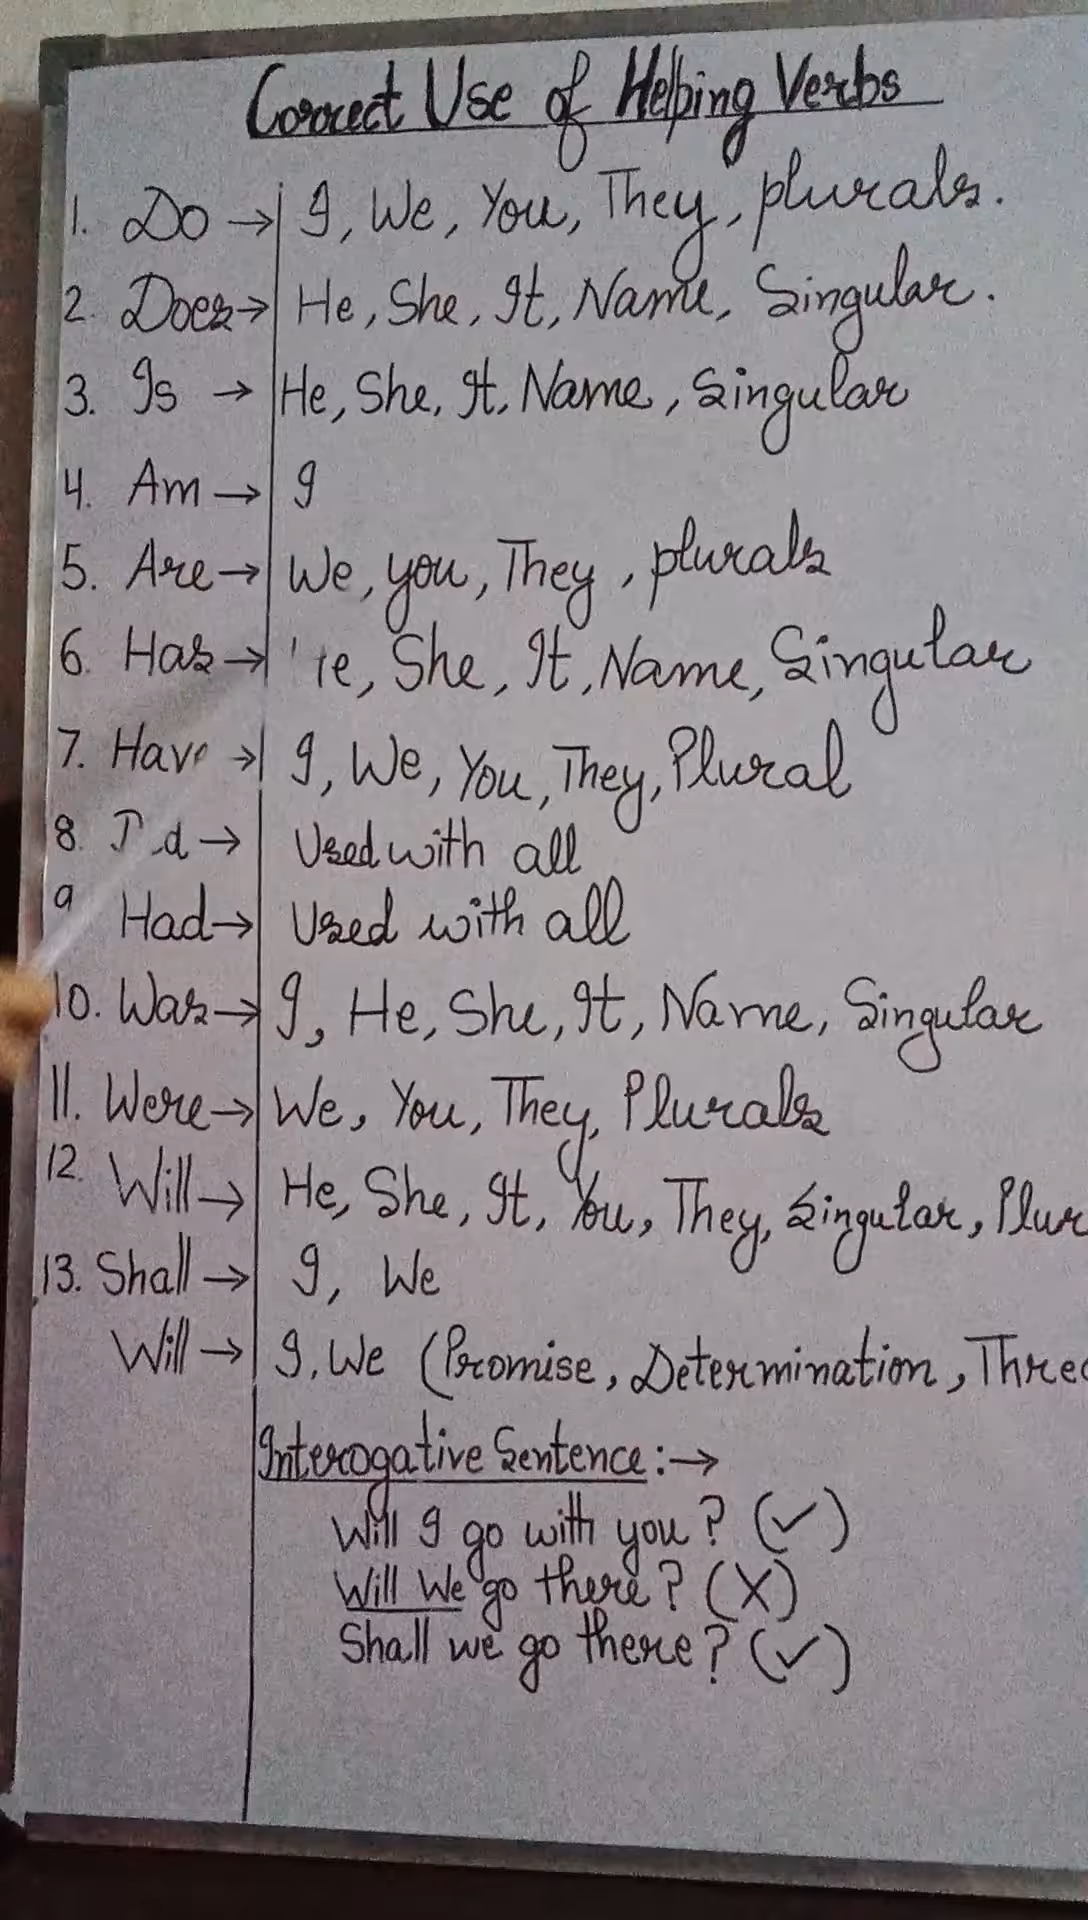 Correct Use of Helping Verbs
1. Do → I, We, You, They, plurals.
2. Does → He, She, It, Name, Singular.
3. Is → He, She, It, Name, Singular
4. Am → I
5. Are → We, you, They, plurals
6. Has → She, It, Name, Singular
7. Have → I, We, You, They, Plural
8. → Used with all
9 Had → Used with all
10. Was → I, He, She, It, Name, Singular
11. Were → We, You, They, Plurals
12. Will → He, She, It, You, They, Singular, Plur
13. Shall → I, We
Will → I, We (Promise, Determination, Threa
Interogative Sentence :→
Will I go with you? (✓)
Will We go there? (X)
Shall we go there? (✓)